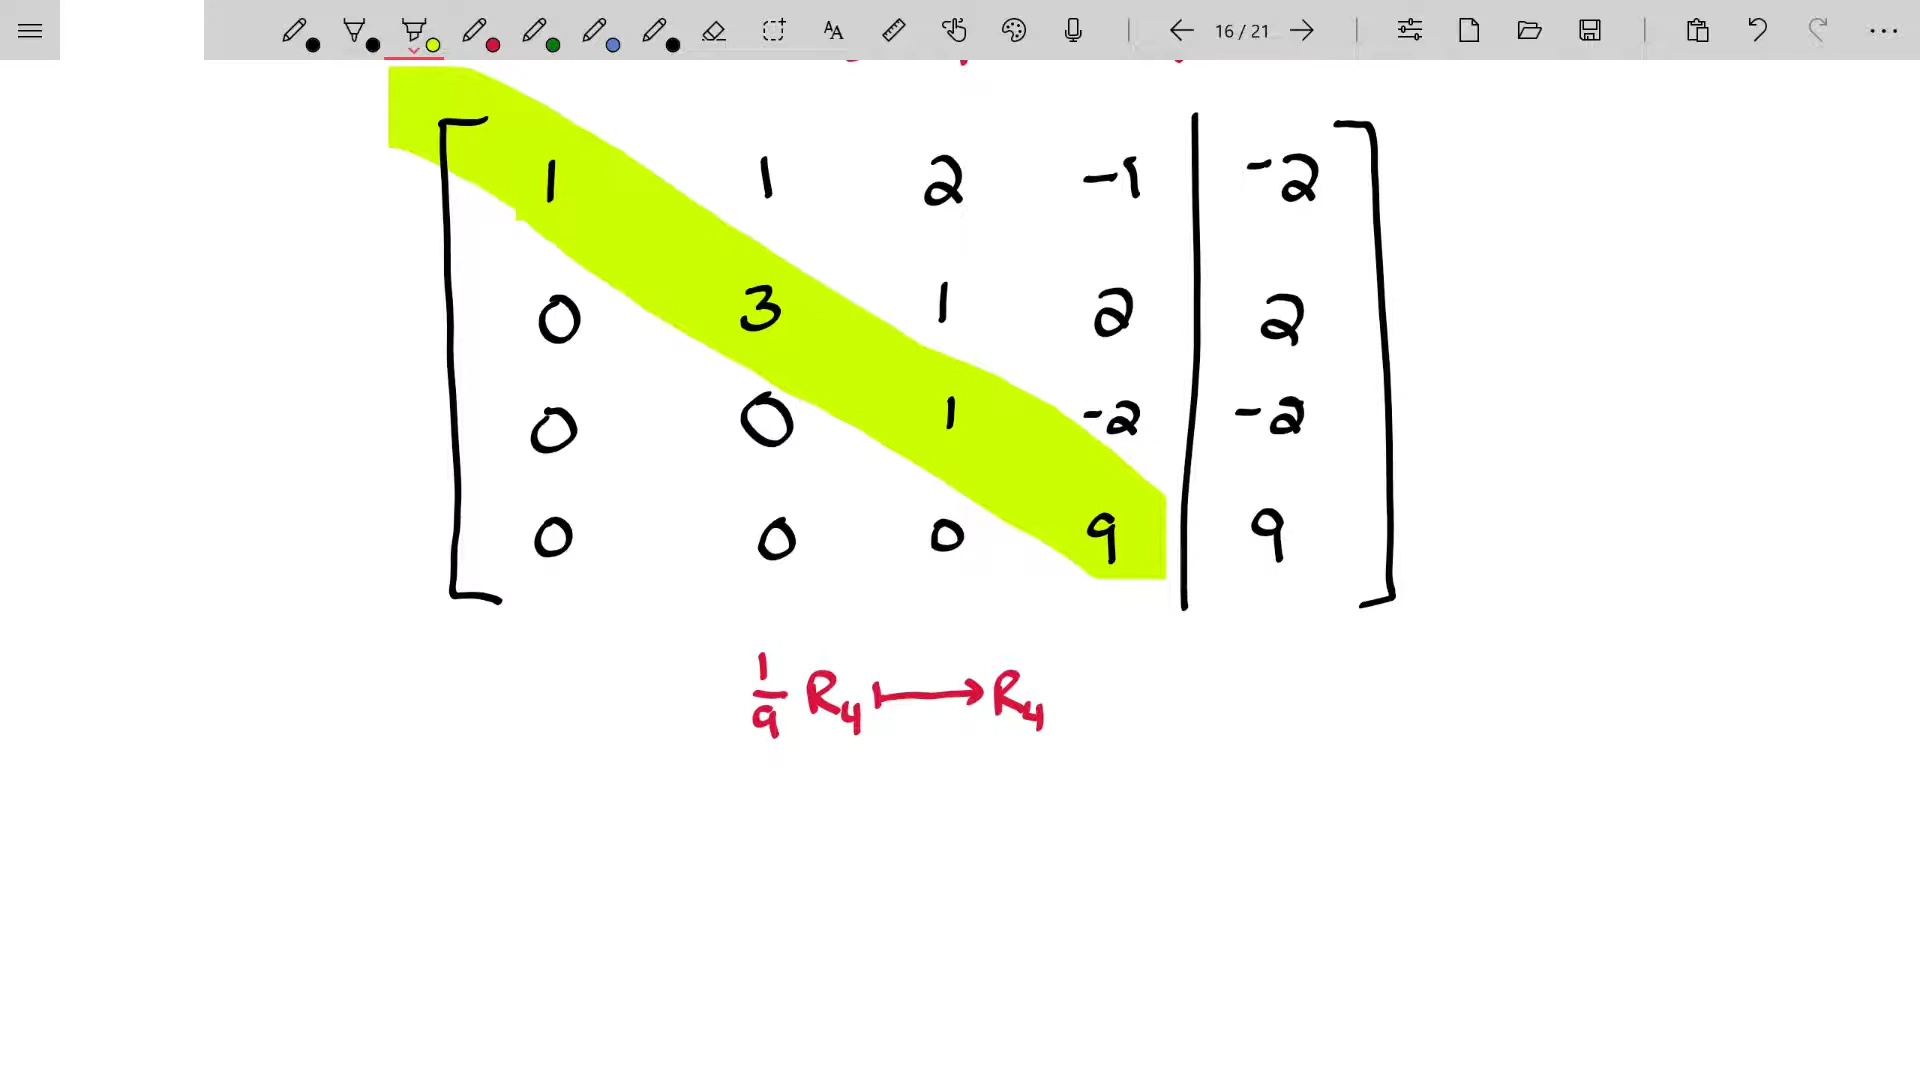 16 / 21
1 1 2 -1 | -2
0 3 1 2 | 2
0 0 1 -2 | -2
0 0 0 9 | 9
1/9 R4 ↦ R4